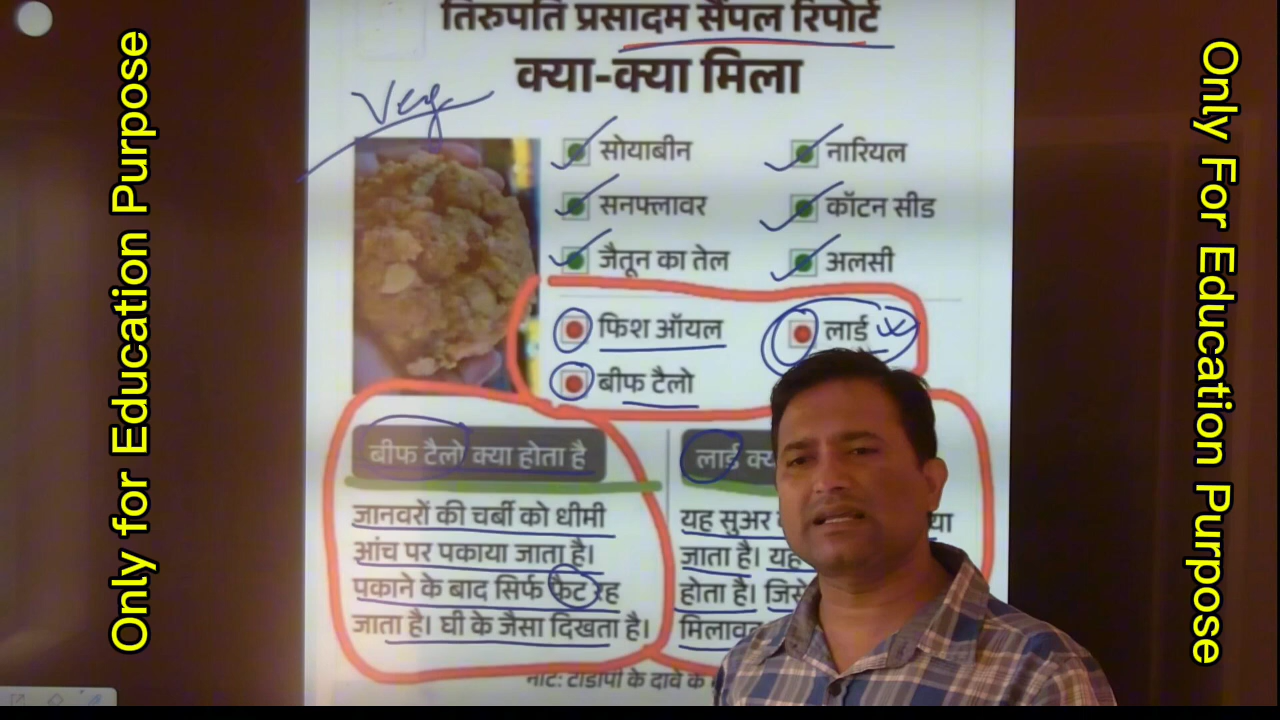 तिरुपति प्रसादम सैंपल रिपोर्ट
क्या-क्या मिला
Veg
सोयाबीन
नारियल
सनफ्लावर
कॉटन सीड
जैतून का तेल
अलसी
फिश ऑयल
लार्ड
बीफ टैलो
बीफ टैलो क्या होता है
जानवरों की चर्बी को धीमी
आंच पर पकाया जाता है।
पकाने के बाद सिर्फ फैट रह
जाता है। घी के जैसा दिखता है।
लार्ड
यह सुअर
जाता है। यह
होता है। जिसे
Only for Education Purpose
Only For Education Purpose